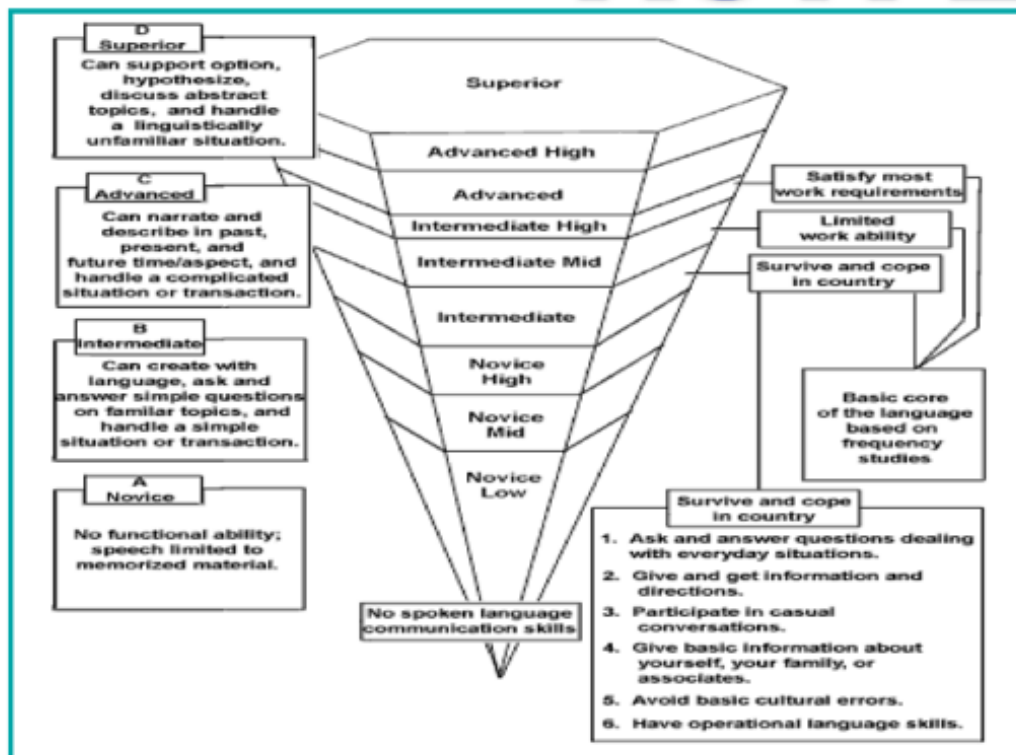 D
Superior
Can support option,
hypothesize,
discuss abstract
topics, and handle
a linguistically
unfamiliar situation.
C
Advanced
Can narrate and
describe in past,
present, and
future time/aspect, and
handle a complicated
situation or transaction.
B
Intermediate
Can create with
language, ask and
answer simple questions
on familar topics, and
handle a simple
situation or transaction.
A
Novice
No functional ability;
speech limited to
memorized material.
Superior
Advanced High
Advanced
Intermediate High
Intermediate Mid
Intermediate
Novice
High
Novice
Mid
Novice
Low
No spoken language
communication skills
Satisfy most
work requirements
Limited
work ability
Survive and cope
in country
Basic core
of the language
based on
frequency
studies
Survive and cope
in country
1. Ask and answer questions dealing
with everyday situations.
2. Give and get information and
directions.
3. Participate in casual
conversations.
4. Give basic information about
yourself, your family, or
associates.
5. Avoid basic cultural errors.
6. Have operational language skills.